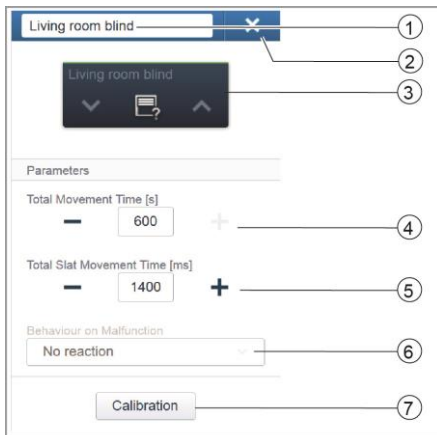 Living room blind
1
2
Living room blind
?
3
Parameters
Total Movement Time [s]
600
4
Total Slat Movement Time [ms]
1400
5
Behaviour on Malfunction
No reaction
6
Calibration
7